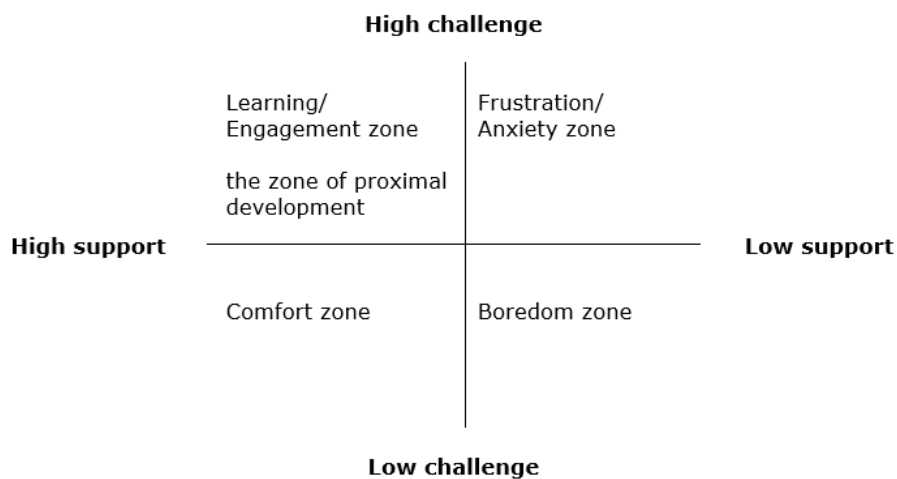 High challenge
Learning/
Engagement zone
the zone of proximal
development
Frustration/
Anxiety zone
High support
Low support
Comfort zone
Boredom zone
Low challenge